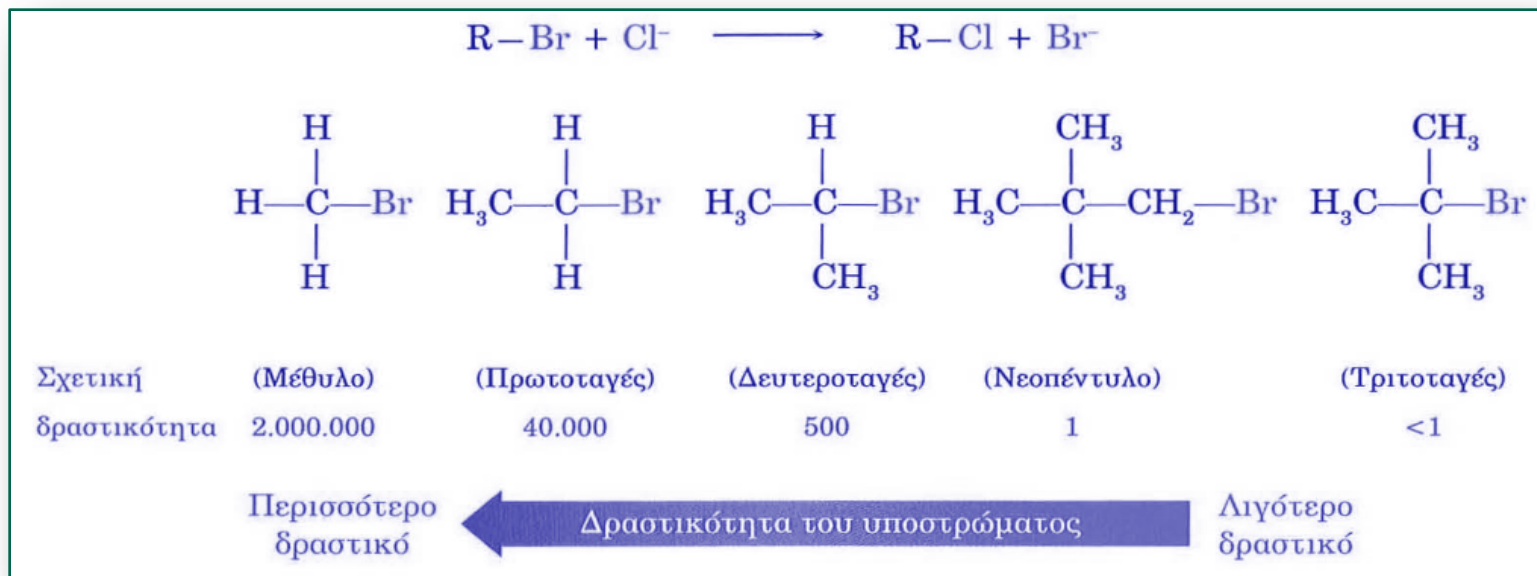 R—Br + Cl⁻ ⟶ R—Cl + Br⁻
H H H CH₃ CH₃
H—C—Br H₃C—C—Br H₃C—C—Br H₃C—C—CH₂—Br H₃C—C—Br
H H CH₃ CH₃ CH₃
Σχετική (Μέθυλο) (Πρωτοταγές) (Δευτεροταγές) (Νεοπέντυλο) (Τριτοταγές)
δραστικότητα 2.000.000 40.000 500 1 <1
Περισσότερο
δραστικό
Δραστικότητα του υποστρώματος
Λιγότερο
δραστικό